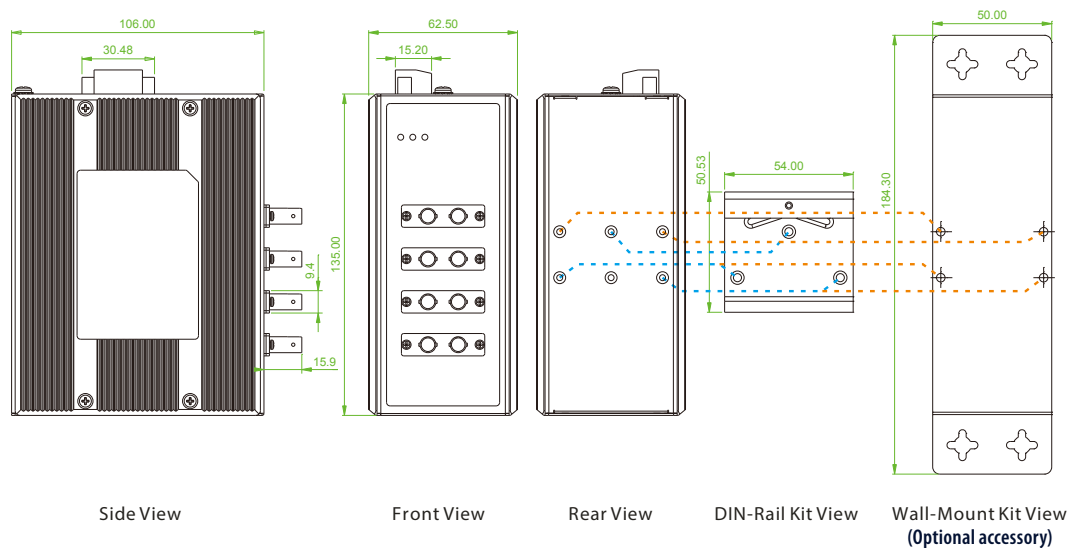 106.00
30.48
62.50
15.20
50.00
54.00
50.53
184.30
135.00
9.4
15.9
Side View
Front View
Rear View
DIN-Rail Kit View
Wall-Mount Kit View
(Optional accessory)